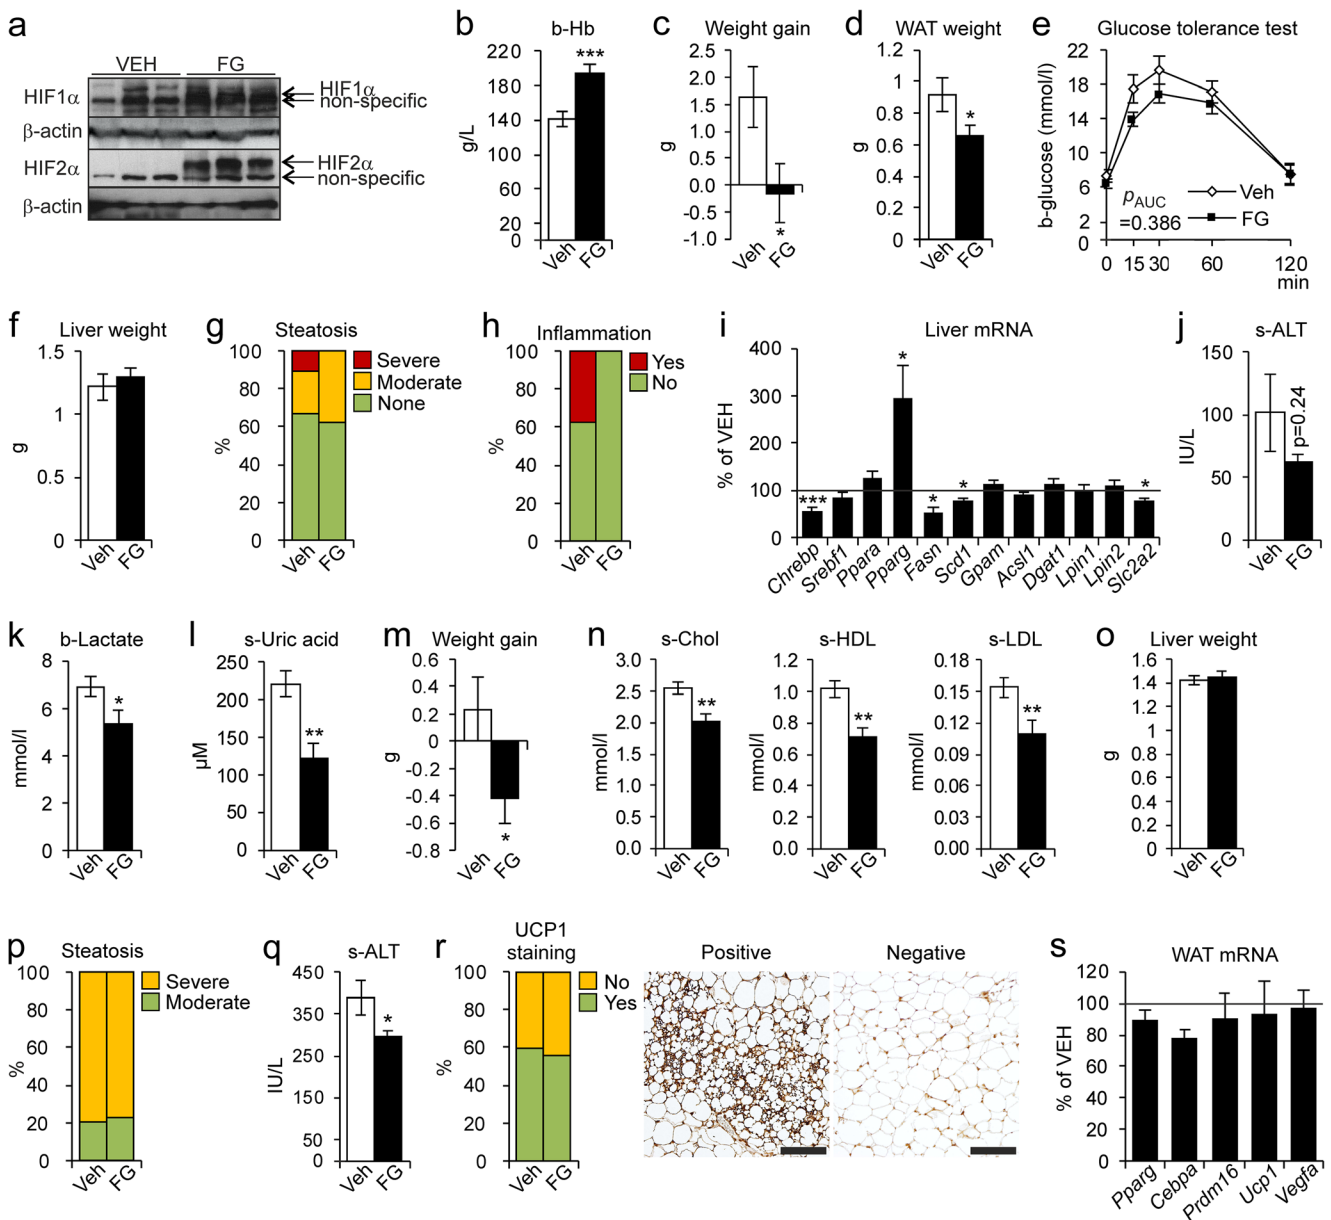 a
VEH FG
HIF1α
HIF1α
non-specific
β-actin
HIF2α
HIF2α
non-specific
β-actin
b
b-Hb
g/L
220
180
140
100
60
20
0
***
Veh FG
c
Weight gain
g
2.5
2.0
1.5
1.0
0.5
0.0
-0.5
-1.0
*
Veh FG
d
WAT weight
g
1.2
1
0.8
0.6
0.4
0.2
0
*
Veh FG
e
Glucose tolerance test
b-glucose (mmol/l)
22
18
14
10
6
2
0
pAUC
=0.386
Veh
FG
0 15 30 60 120
min
f
Liver weight
g
1.5
1
0.5
0
Veh FG
g
Steatosis
%
100
80
60
40
20
0
Severe
Moderate
None
Veh FG
h
Inflammation
%
100
80
60
40
20
0
Yes
No
Veh FG
i
Liver mRNA
% of VEH
400
300
200
100
0
*** * * * *
Chrebp Srebf1 Ppara Pparg Fasn Scd1 Gpam Acsl1 Dgat1 Lpin1 Lpin2 Slc2a2
j
s-ALT
IU/L
150
100
50
0
p=0.24
Veh FG
k
b-Lactate
mmol/l
8
6
4
2
0
*
Veh FG
l
s-Uric acid
µM
250
200
150
100
50
0
**
Veh FG
m
Weight gain
g
0.6
0.4
0.2
0
-0.2
-0.4
-0.6
-0.8
*
Veh FG
n
s-Chol
mmol/l
3.0
2.5
2.0
1.5
1.0
0.5
0.0
**
Veh FG
s-HDL
mmol/l
1.2
1.0
0.8
0.6
0.4
0.2
0.0
**
Veh FG
s-LDL
mmol/l
0.18
0.15
0.12
0.09
0.06
0.03
0.00
**
Veh FG
o
Liver weight
g
1.6
1.4
1.2
1
0.8
0.6
0.4
0.2
0
Veh FG
p
Steatosis
%
100
80
60
40
20
0
Severe
Moderate
Veh FG
q
s-ALT
IU/L
450
350
250
150
50
0
*
Veh FG
r
UCP1
staining
%
100
80
60
40
20
0
No
Yes
Veh FG
Positive
Negative
s
WAT mRNA
% of VEH
120
100
80
60
40
20
0
Pparg Cebpa Prdm16 Ucp1 Vegfa